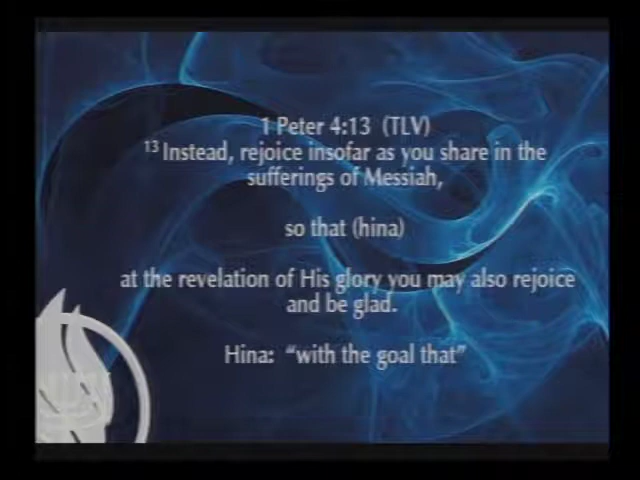 1 Peter 4:13 (TLV)
13 Instead, rejoice insofar as you share in the
sufferings of Messiah,
so that (hina)
at the revelation of His glory you may also rejoice
and be glad.
Hina: “with the goal that”